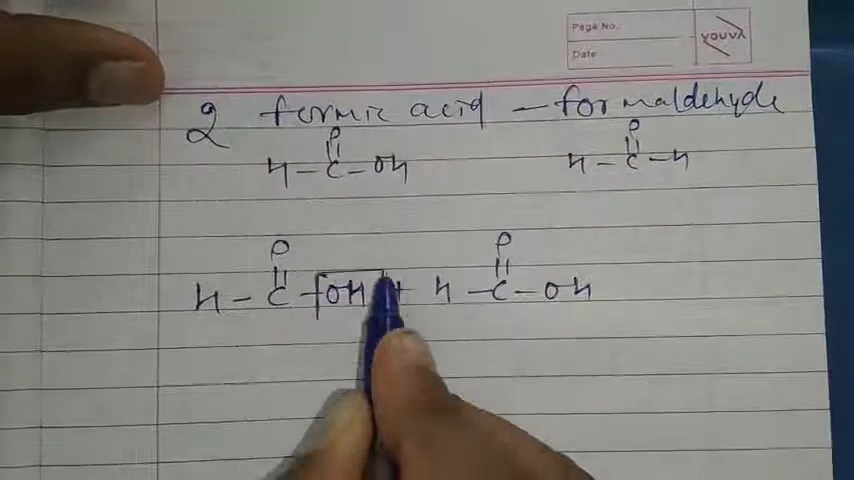 Page No.
YOUVA
Date
2 formic acid — formaldehyde
O O
H – C – OH H – C – H
O O
H – C – OH + H – C – OH